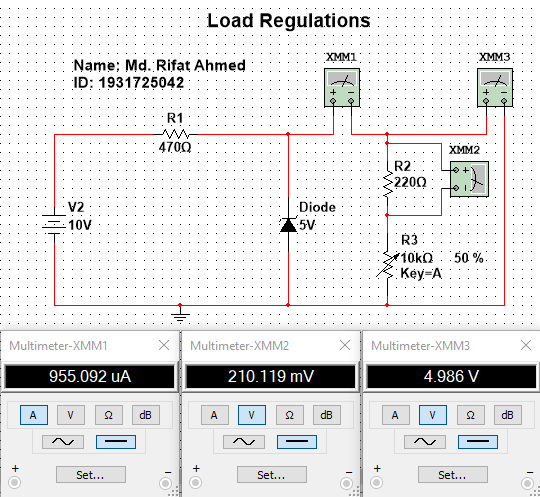 Load Regulations
Name: Md. Rifat Ahmed
ID: 1931725042
XMM1
XMM3
R1
470Ω
XMM2
R2
220Ω
V2
10V
Diode
5V
R3
10kΩ
50 %
Key=A
Multimeter-XMM1
Multimeter-XMM2
Multimeter-XMM3
955.092 uA
210.119 mV
4.986 V
A V Ω dB
A V Ω dB
A V Ω dB
Set...
Set...
Set...